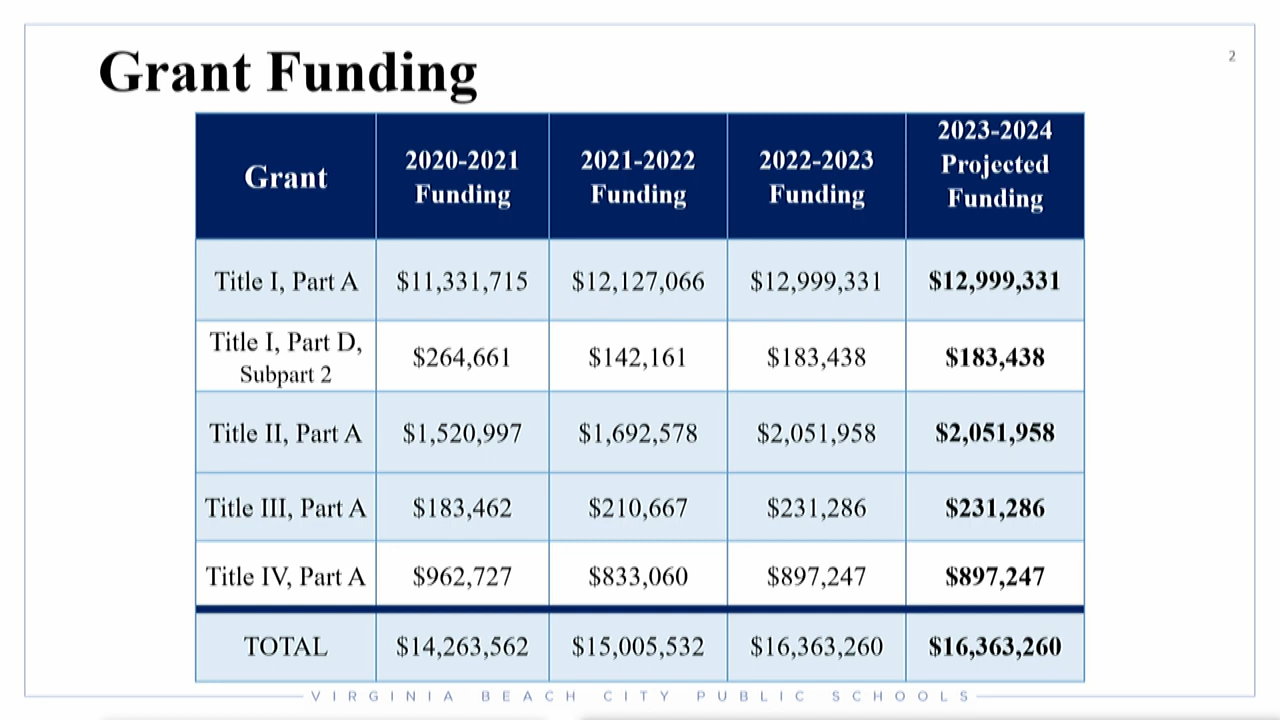 Grant Funding
2
Grant
2020-2021
Funding
2021-2022
Funding
2022-2023
Funding
2023-2024
Projected
Funding
Title I, Part A $11,331,715 $12,127,066 $12,999,331 $12,999,331
Title I, Part D,
Subpart 2
$264,661 $142,161 $183,438 $183,438
Title II, Part A $1,520,997 $1,692,578 $2,051,958 $2,051,958
Title III, Part A $183,462 $210,667 $231,286 $231,286
Title IV, Part A $962,727 $833,060 $897,247 $897,247
TOTAL $14,263,562 $15,005,532 $16,363,260 $16,363,260
VIRGINIA BEACH CITY PUBLIC SCHOOLS